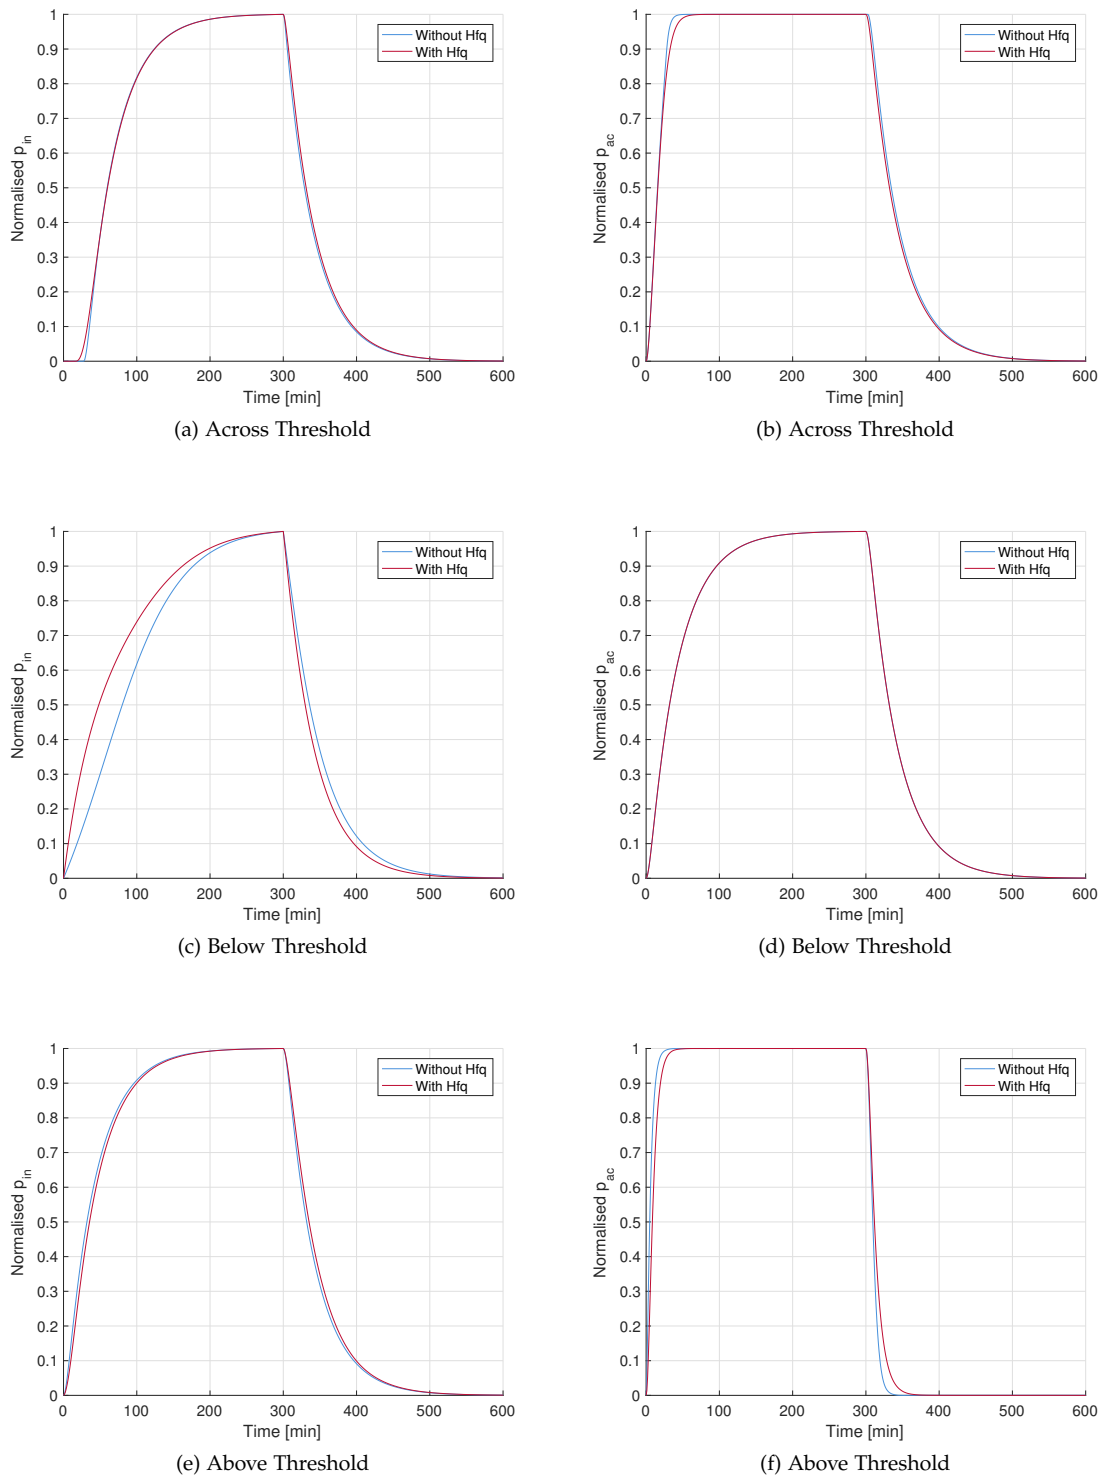 1
0.9
0.8
0.7
0.6
0.5
0.4
0.3
0.2
0.1
0
Normalised p_in
0 100 200 300 400 500 600
Time [min]
Without Hfq
With Hfq
(a) Across Threshold
1
0.9
0.8
0.7
0.6
0.5
0.4
0.3
0.2
0.1
0
Normalised p_ac
0 100 200 300 400 500 600
Time [min]
Without Hfq
With Hfq
(b) Across Threshold
1
0.9
0.8
0.7
0.6
0.5
0.4
0.3
0.2
0.1
0
Normalised p_in
0 100 200 300 400 500 600
Time [min]
Without Hfq
With Hfq
(c) Below Threshold
1
0.9
0.8
0.7
0.6
0.5
0.4
0.3
0.2
0.1
0
Normalised p_ac
0 100 200 300 400 500 600
Time [min]
Without Hfq
With Hfq
(d) Below Threshold
1
0.9
0.8
0.7
0.6
0.5
0.4
0.3
0.2
0.1
0
Normalised p_in
0 100 200 300 400 500 600
Time [min]
Without Hfq
With Hfq
(e) Above Threshold
1
0.9
0.8
0.7
0.6
0.5
0.4
0.3
0.2
0.1
0
Normalised p_ac
0 100 200 300 400 500 600
Time [min]
Without Hfq
With Hfq
(f) Above Threshold